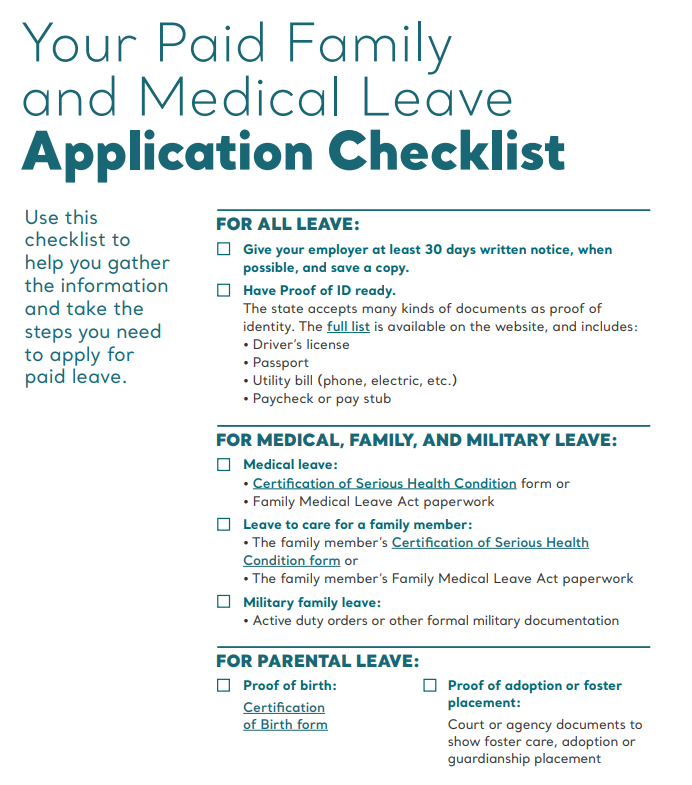 Your Paid Family
and Medical Leave
Application Checklist
Use this
checklist to
help you gather
the information
and take the
steps you need
to apply for
paid leave.
FOR ALL LEAVE:
Give your employer at least 30 days written notice, when
possible, and save a copy.
Have Proof of ID ready.
The state accepts many kinds of documents as proof of
identity. The full list is available on the website, and includes:
• Driver’s license
• Passport
• Utility bill (phone, electric, etc.)
• Paycheck or pay stub
FOR MEDICAL, FAMILY, AND MILITARY LEAVE:
Medical leave:
• Certification of Serious Health Condition form or
• Family Medical Leave Act paperwork
Leave to care for a family member:
• The family member’s Certification of Serious Health
Condition form or
• The family member’s Family Medical Leave Act paperwork
Military family leave:
• Active duty orders or other formal military documentation
FOR PARENTAL LEAVE:
Proof of birth:
Certification
of Birth form
Proof of adoption or foster
placement:
Court or agency documents to
show foster care, adoption or
guardianship placement